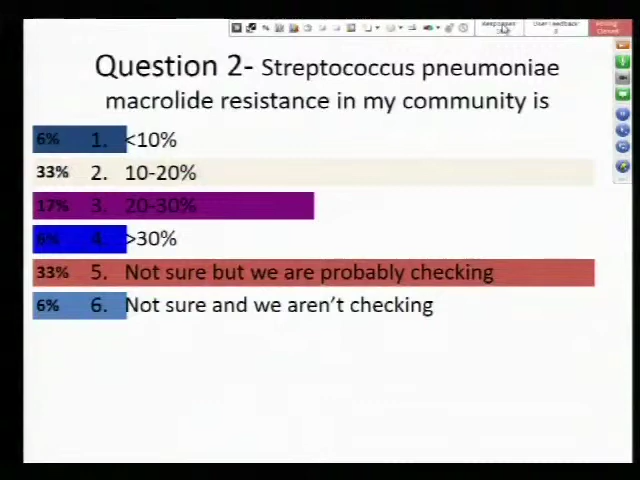 Question 2- Streptococcus pneumoniae
macrolide resistance in my community is
6% 1. <10%
33% 2. 10-20%
17% 3. 20-30%
6% 4. >30%
33% 5. Not sure but we are probably checking
6% 6. Not sure and we aren't checking